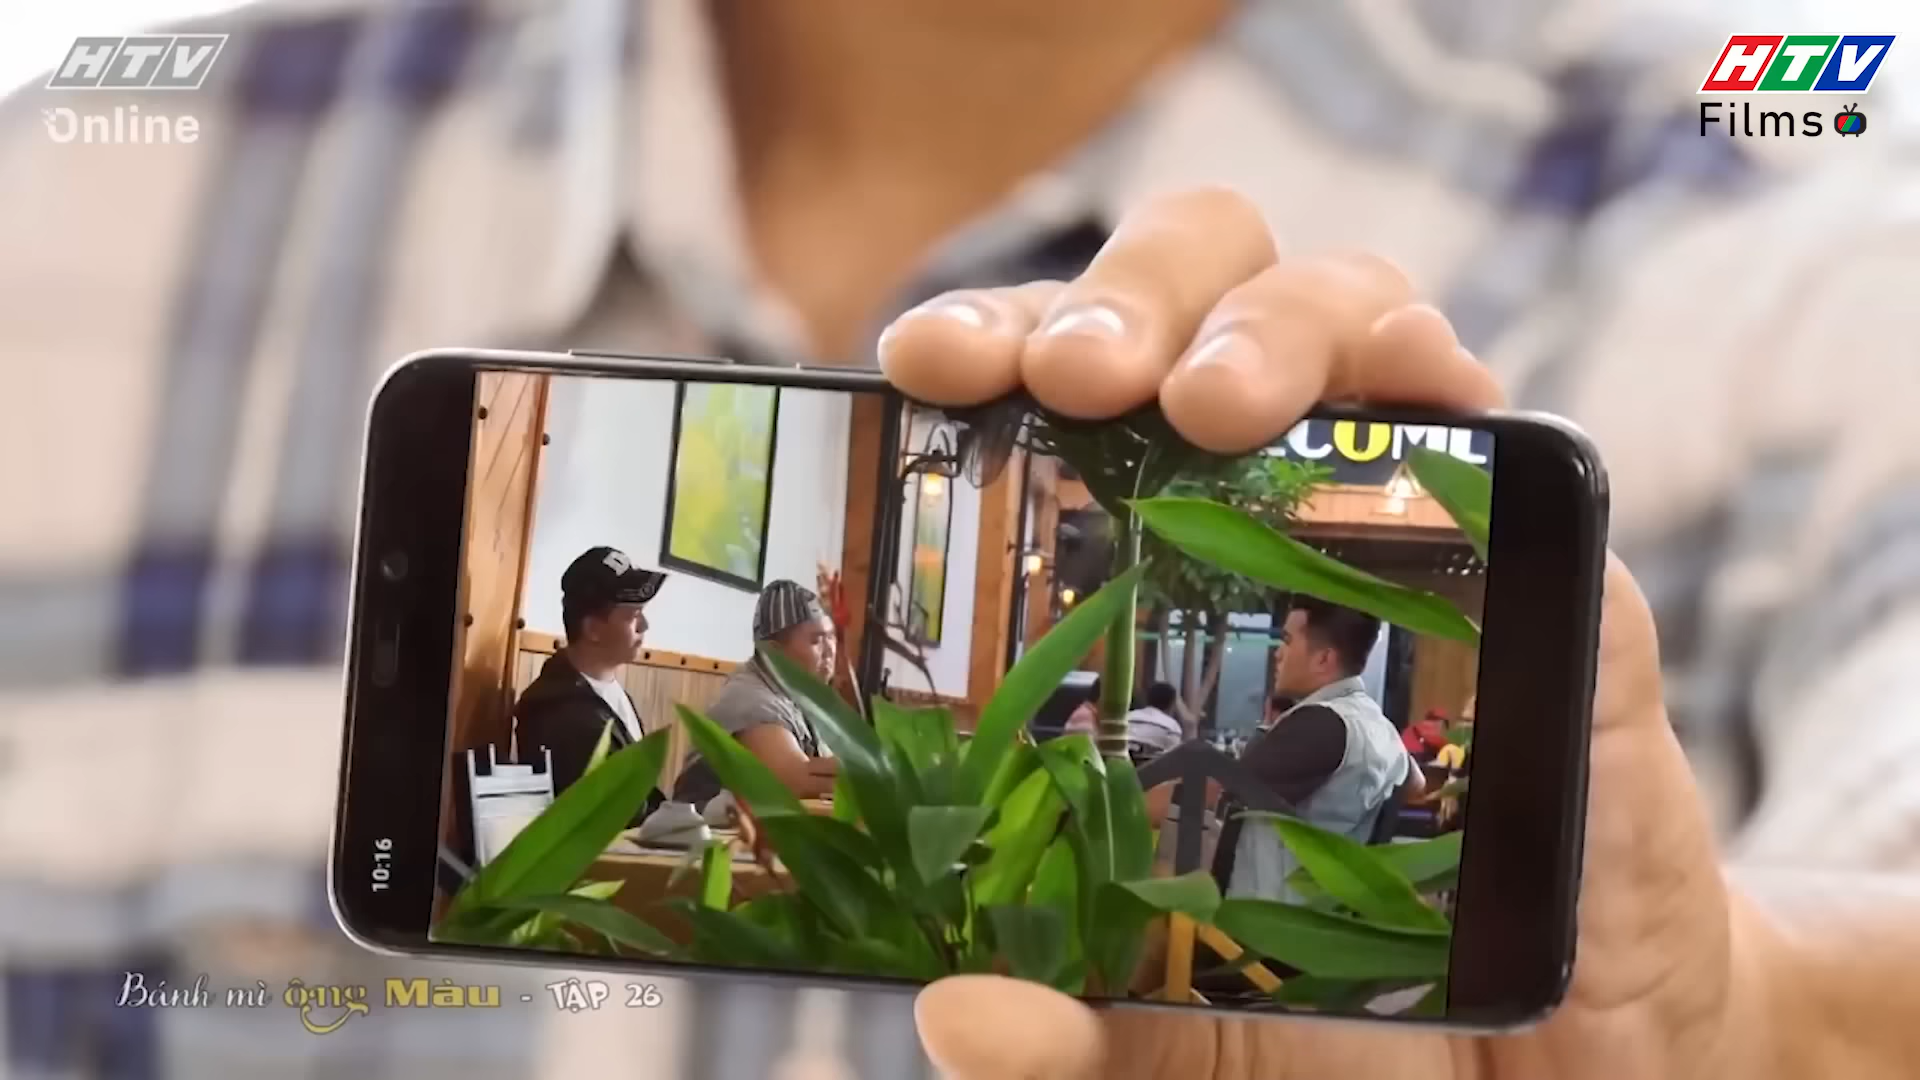 HTV
Online
HTV
Films
10:16
Bánh mì ông Màu - TẬP 26